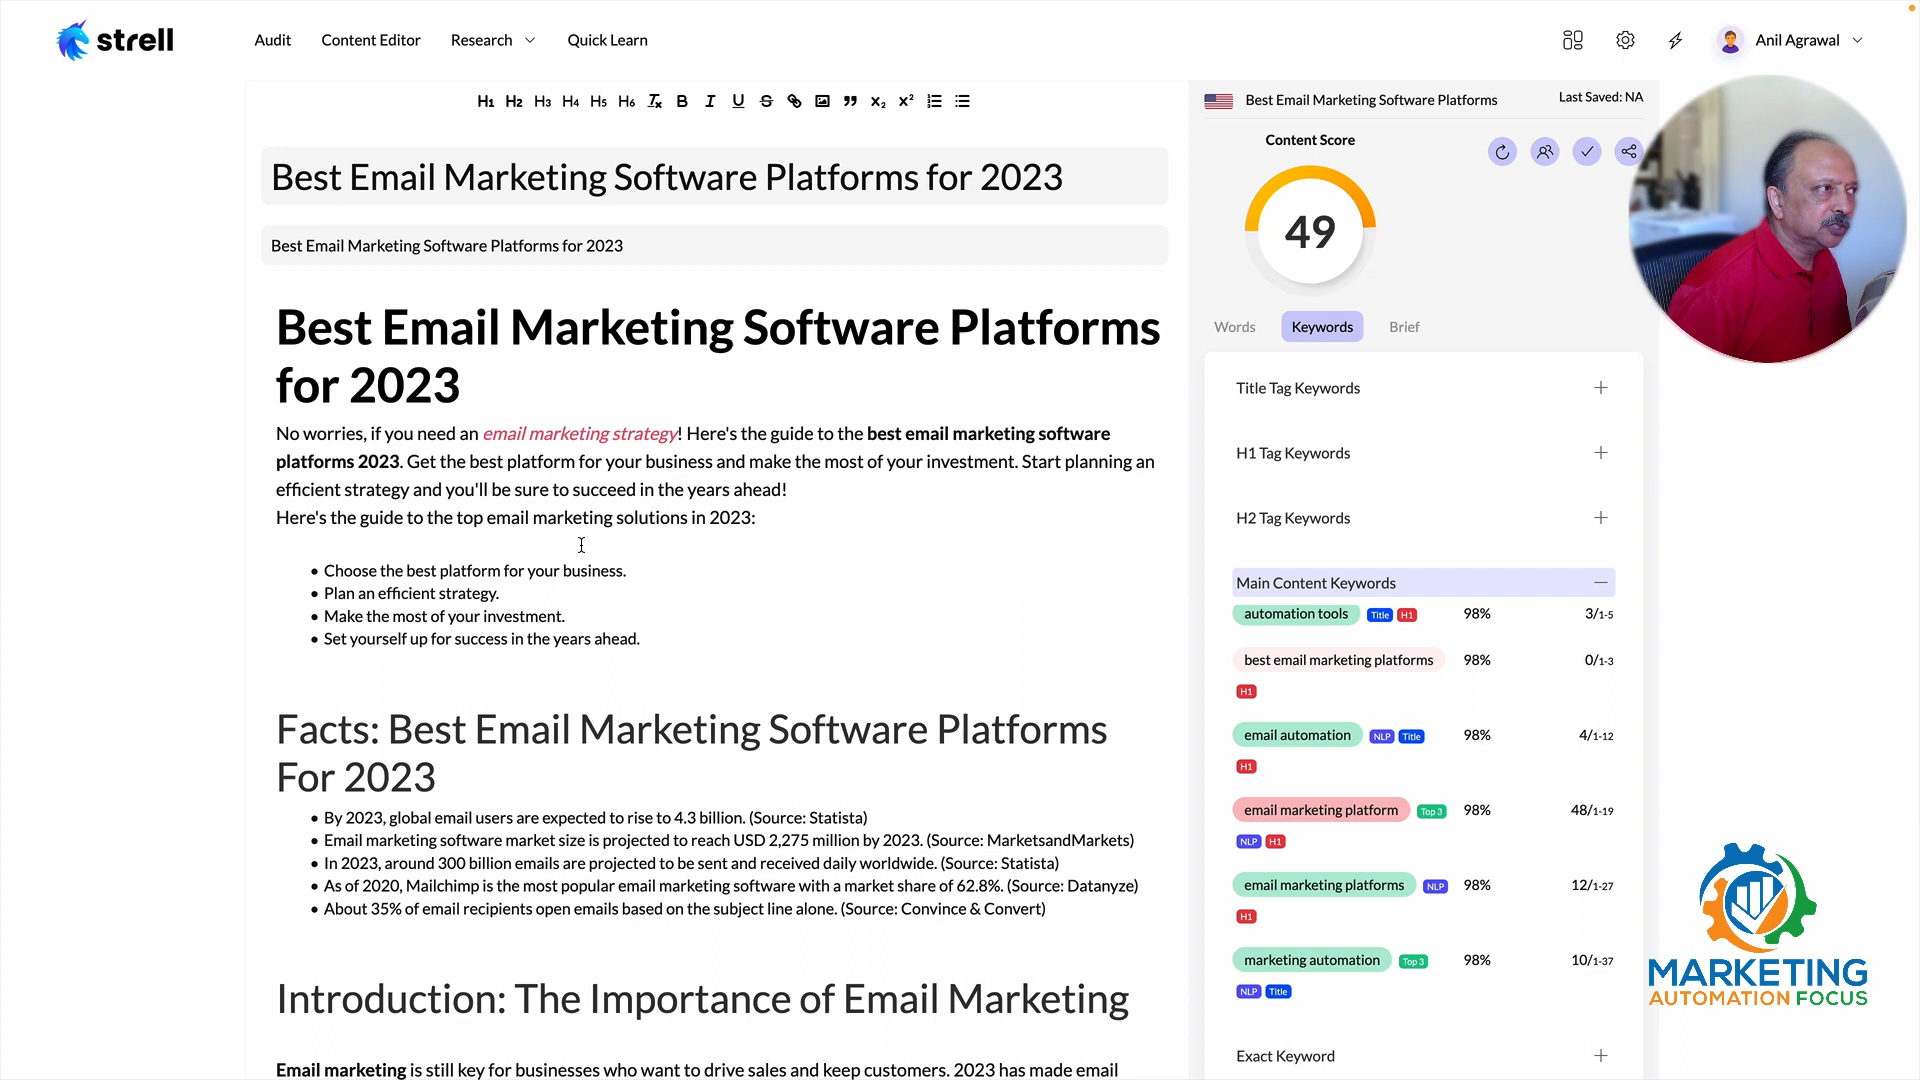 strell
Audit
Content Editor
Research
Quick Learn
Anil Agrawal
H1 H2 H3 H4 H5 H6 Tx B I U S x2 x2
Best Email Marketing Software Platforms for 2023
Best Email Marketing Software Platforms for 2023
Best Email Marketing Software Platforms
for 2023
No worries, if you need an email marketing strategy! Here's the guide to the best email marketing software
platforms 2023. Get the best platform for your business and make the most of your investment. Start planning an
efficient strategy and you'll be sure to succeed in the years ahead!
Here's the guide to the top email marketing solutions in 2023:
• Choose the best platform for your business.
• Plan an efficient strategy.
• Make the most of your investment.
• Set yourself up for success in the years ahead.
Facts: Best Email Marketing Software Platforms
For 2023
• By 2023, global email users are expected to rise to 4.3 billion. (Source: Statista)
• Email marketing software market size is projected to reach USD 2,275 million by 2023. (Source: MarketsandMarkets)
• In 2023, around 300 billion emails are projected to be sent and received daily worldwide. (Source: Statista)
• As of 2020, Mailchimp is the most popular email marketing software with a market share of 62.8%. (Source: Datanyze)
• About 35% of email recipients open emails based on the subject line alone. (Source: Convince & Convert)
Introduction: The Importance of Email Marketing
Email marketing is still key for businesses who want to drive sales and keep customers. 2023 has made email
Best Email Marketing Software Platforms
Last Saved: NA
Content Score
49
Words
Keywords
Brief
Title Tag Keywords
H1 Tag Keywords
H2 Tag Keywords
Main Content Keywords
automation tools Title H1 98% 3/1-5
best email marketing platforms 98% 0/1-3
H1
email automation NLP Title 98% 4/1-12
H1
email marketing platform Top 3 98% 48/1-19
NLP H1
email marketing platforms NLP 98% 12/1-27
H1
marketing automation Top 3 98% 10/1-37
NLP Title
Exact Keyword
MARKETING
AUTOMATION FOCUS